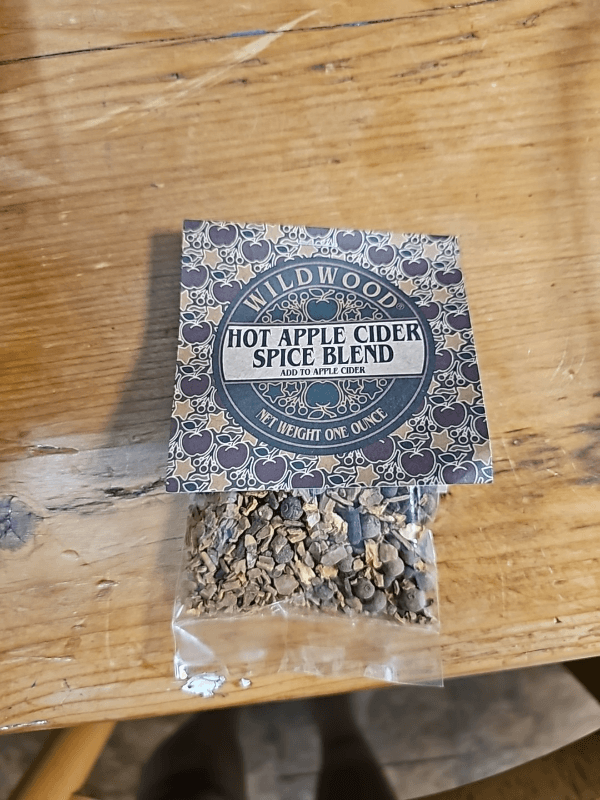 WILDWOOD®
HOT APPLE CIDER
SPICE BLEND
ADD TO APPLE CIDER
NET WEIGHT ONE OUNCE